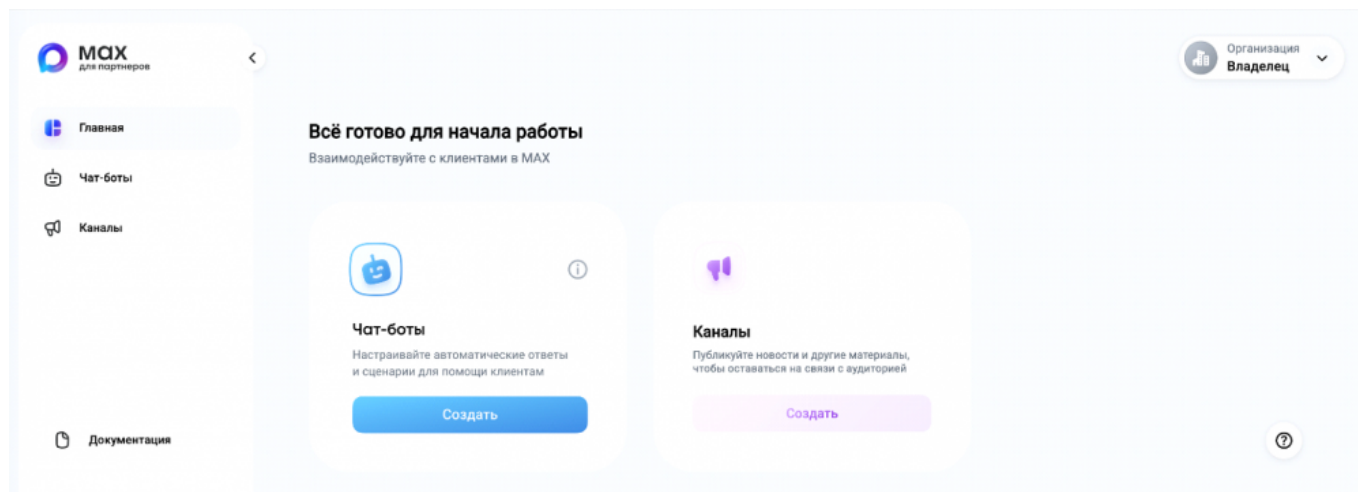 мах
для партнеров
Организация
Владелец
Главная
Чат-боты
Каналы
Документация
Всё готово для начала работы
Взаимодействуйте с клиентами в MAX
Чат-боты
Настраивайте автоматические ответы
и сценарии для помощи клиентам
Создать
Каналы
Публикуйте новости и другие материалы,
чтобы оставаться на связи с аудиторией
Создать